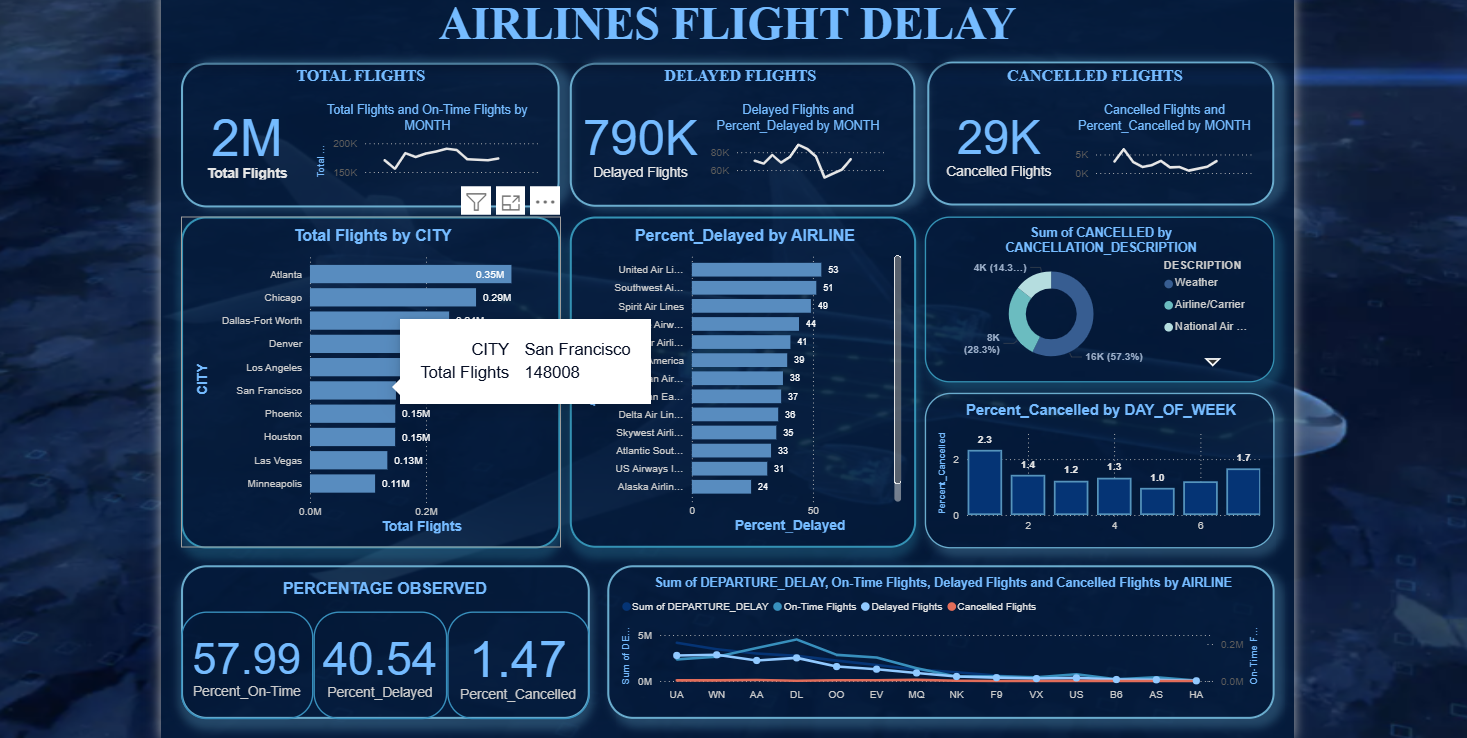 AIRLINES FLIGHT DELAY
TOTAL FLIGHTS
2M
Total Flights
Total Flights and On-Time Flights by
MONTH
Total...
200K
150K
DELAYED FLIGHTS
790K
Delayed Flights
Delayed Flights and
Percent_Delayed by MONTH
80K
60K
CANCELLED FLIGHTS
29K
Cancelled Flights
Cancelled Flights and
Percent_Cancelled by MONTH
5K
0K
Total Flights by CITY
CITY
Atlanta
0.35M
Chicago
0.29M
Dallas-Fort Worth
Denver
Los Angeles
San Francisco
Phoenix
0.15M
Houston
0.15M
Las Vegas
0.13M
Minneapolis
0.11M
0.0M
0.2M
Total Flights
CITY San Francisco
Total Flights 148008
Percent_Delayed by AIRLINE
United Air Li...
53
Southwest Ai...
51
Spirit Air Lines
49
Airw...
44
r Airli...
41
America
39
an Air...
38
an Ea...
37
Delta Air Lin...
36
Skywest Airli...
35
Atlantic Sout...
33
US Airways I...
31
Alaska Airlin...
24
0
50
Percent_Delayed
Sum of CANCELLED by
CANCELLATION_DESCRIPTION
4K (14.3...)
8K
(28.3%)
16K (57.3%)
DESCRIPTION
Weather
Airline/Carrier
National Air ...
Percent_Cancelled by DAY_OF_WEEK
Percent_Cancelled
2
0
2.3
1.4
1.2
1.3
1.0
1.7
2
4
6
PERCENTAGE OBSERVED
57.99
Percent_On-Time
40.54
Percent_Delayed
1.47
Percent_Cancelled
Sum of DEPARTURE_DELAY, On-Time Flights, Delayed Flights and Cancelled Flights by AIRLINE
Sum of DEPARTURE_DELAY On-Time Flights Delayed Flights Cancelled Flights
Sum of DE...
5M
0M
0.2M
0.0M
On-Time F...
UA WN AA DL OO EV MQ NK F9 VX US B6 AS HA